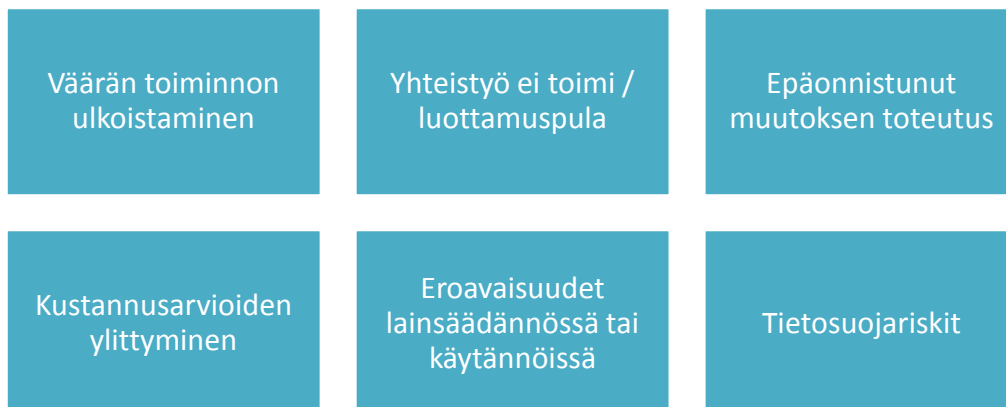 Väärän toiminnon
ulkoistaminen
Yhteistyö ei toimi /
luottamuspula
Epäonnistunut
muutoksen toteutus
Kustannusarvioiden
ylittyminen
Eroavaisuudet
lainsäädännössä tai
käytännöissä
Tietosuojariskit